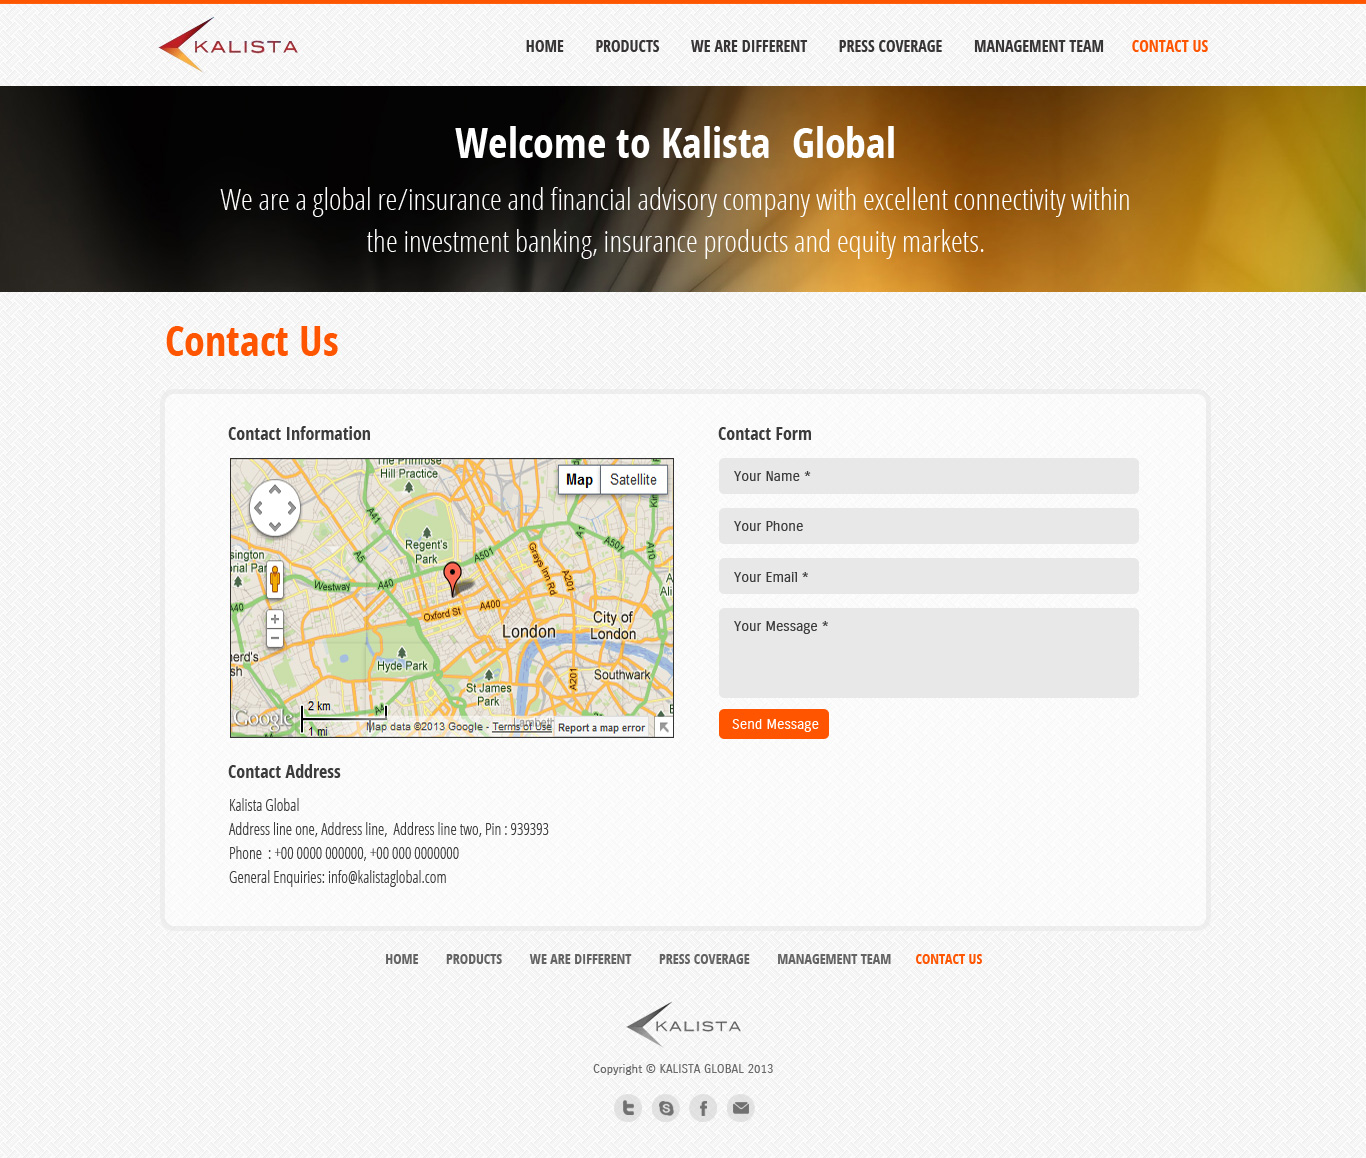 KALISTA
HOME PRODUCTS WE ARE DIFFERENT PRESS COVERAGE MANAGEMENT TEAM CONTACT US
Welcome to Kalista Global
We are a global re/insurance and financial advisory company with excellent connectivity within
the investment banking, insurance products and equity markets.
Contact Us
Contact Information
The Primrose
Hill Practice
Map Satellite
A41
Regent's
Park
A501
A507
A10
A5
Grays Inn Rd
A201
Westway
A40
Oxford St
A400
London
City of
London
Hyde Park
St James
Park
A201
Southwark
A4
Google
2 km
1 mi
Map data ©2013 Google - Terms of Use
Lambeth
Report a map error
Contact Form
Your Name *
Your Phone
Your Email *
Your Message *
Send Message
Contact Address
Kalista Global
Address line one, Address line, Address line two, Pin : 939393
Phone : +00 0000 000000, +00 000 0000000
General Enquiries: info@kalistaglobal.com
HOME PRODUCTS WE ARE DIFFERENT PRESS COVERAGE MANAGEMENT TEAM CONTACT US
KALISTA
Copyright © KALISTA GLOBAL 2013